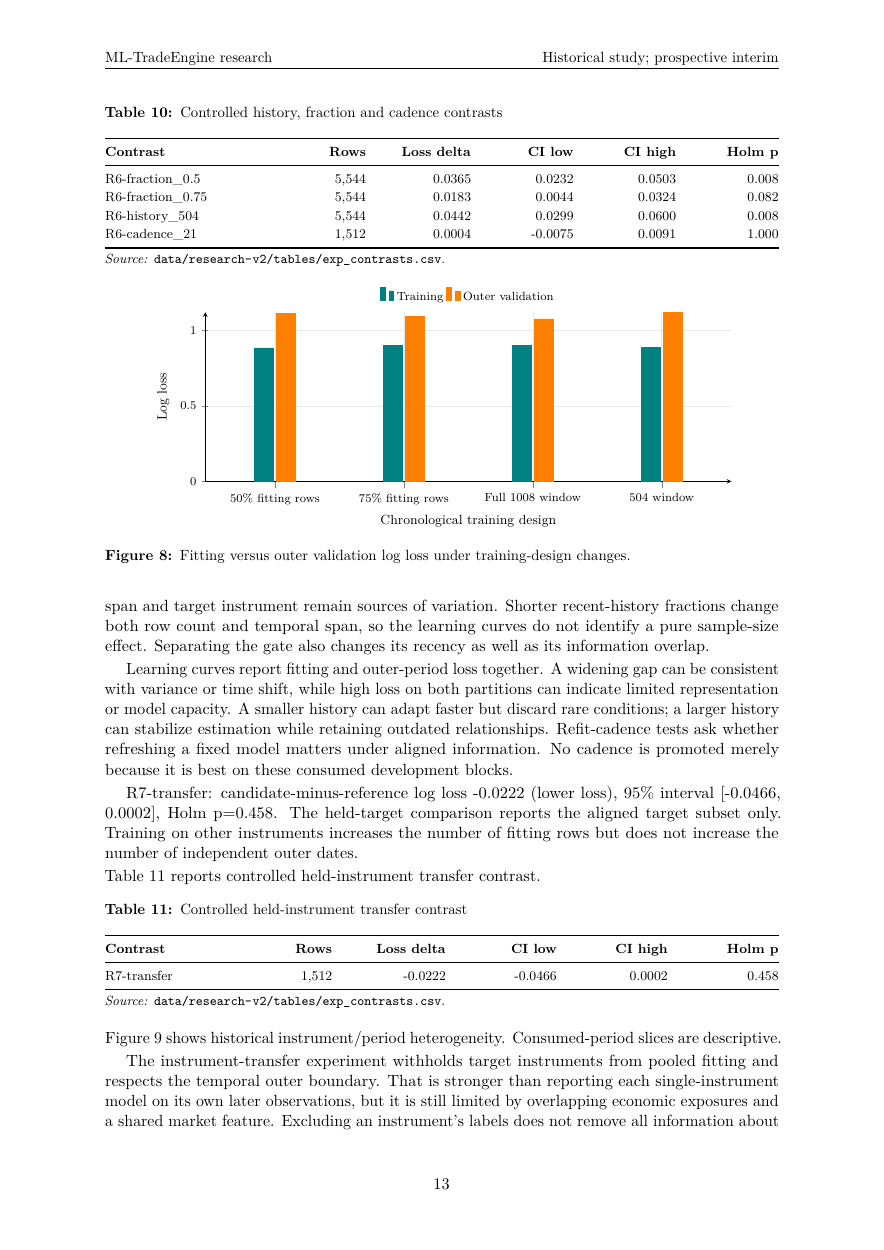 ML-TradeEngine research Historical study; prospective interim
Table 10: Controlled history, fraction and cadence contrasts
Contrast Rows Loss delta CI low CI high Holm p
R6-fraction_0.5 5,544 0.0365 0.0232 0.0503 0.008
R6-fraction_0.75 5,544 0.0183 0.0044 0.0324 0.082
R6-history_504 5,544 0.0442 0.0299 0.0600 0.008
R6-cadence_21 1,512 0.0004 -0.0075 0.0091 1.000
Source: data/research-v2/tables/exp_contrasts.csv.
Training Outer validation
1
0.5
0
Log loss
50% fitting rows 75% fitting rows Full 1008 window 504 window
Chronological training design
Figure 8: Fitting versus outer validation log loss under training-design changes.
span and target instrument remain sources of variation. Shorter recent-history fractions change
both row count and temporal span, so the learning curves do not identify a pure sample-size
effect. Separating the gate also changes its recency as well as its information overlap.
Learning curves report fitting and outer-period loss together. A widening gap can be consistent
with variance or time shift, while high loss on both partitions can indicate limited representation
or model capacity. A smaller history can adapt faster but discard rare conditions; a larger history
can stabilize estimation while retaining outdated relationships. Refit-cadence tests ask whether
refreshing a fixed model matters under aligned information. No cadence is promoted merely
because it is best on these consumed development blocks.
R7-transfer: candidate-minus-reference log loss -0.0222 (lower loss), 95% interval [-0.0466,
0.0002], Holm p=0.458. The held-target comparison reports the aligned target subset only.
Training on other instruments increases the number of fitting rows but does not increase the
number of independent outer dates.
Table 11 reports controlled held-instrument transfer contrast.
Table 11: Controlled held-instrument transfer contrast
Contrast Rows Loss delta CI low CI high Holm p
R7-transfer 1,512 -0.0222 -0.0466 0.0002 0.458
Source: data/research-v2/tables/exp_contrasts.csv.
Figure 9 shows historical instrument/period heterogeneity. Consumed-period slices are descriptive.
The instrument-transfer experiment withholds target instruments from pooled fitting and
respects the temporal outer boundary. That is stronger than reporting each single-instrument
model on its own later observations, but it is still limited by overlapping economic exposures and
a shared market feature. Excluding an instrument's labels does not remove all information about
13